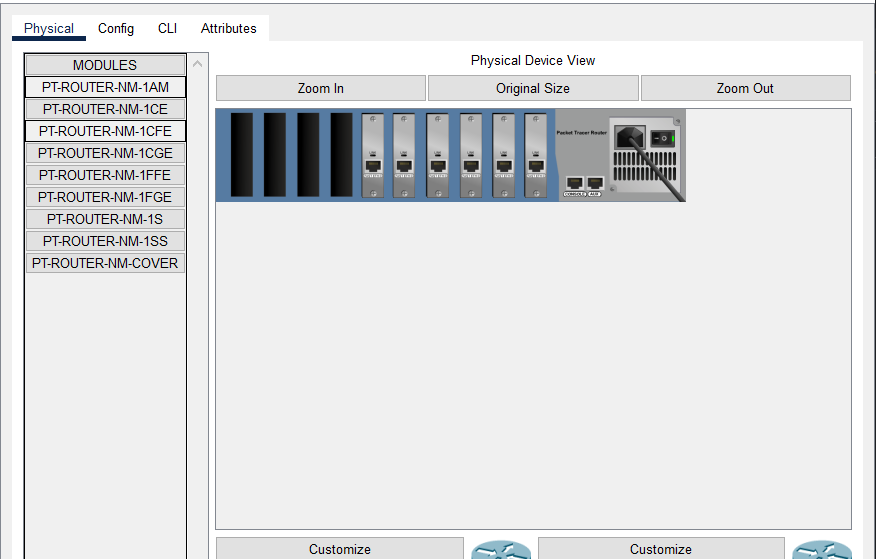 Physical Config CLI Attributes
MODULES
PT-ROUTER-NM-1AM
PT-ROUTER-NM-1CE
PT-ROUTER-NM-1CFE
PT-ROUTER-NM-1CGE
PT-ROUTER-NM-1FFE
PT-ROUTER-NM-1FGE
PT-ROUTER-NM-1S
PT-ROUTER-NM-1SS
PT-ROUTER-NM-COVER
Physical Device View
Zoom In Original Size Zoom Out
Packet Tracer Router
CONSOLE AUX
Customize Customize